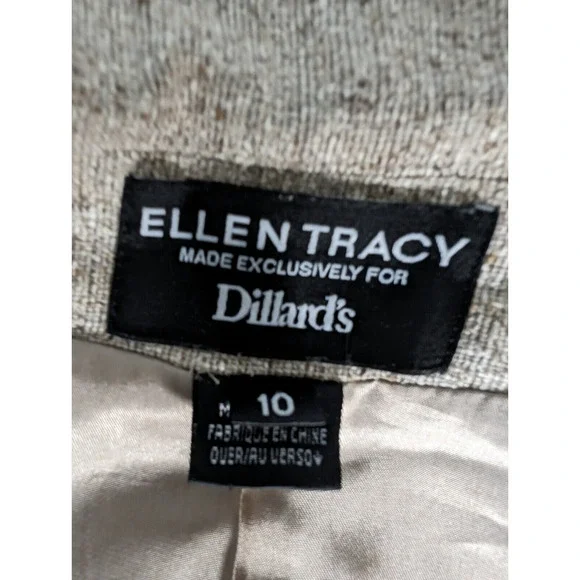 ELLEN TRACY
MADE EXCLUSIVELY FOR
Dillard's
M 10
FABRIQUE EN CHINE
OVER/AU VERSO